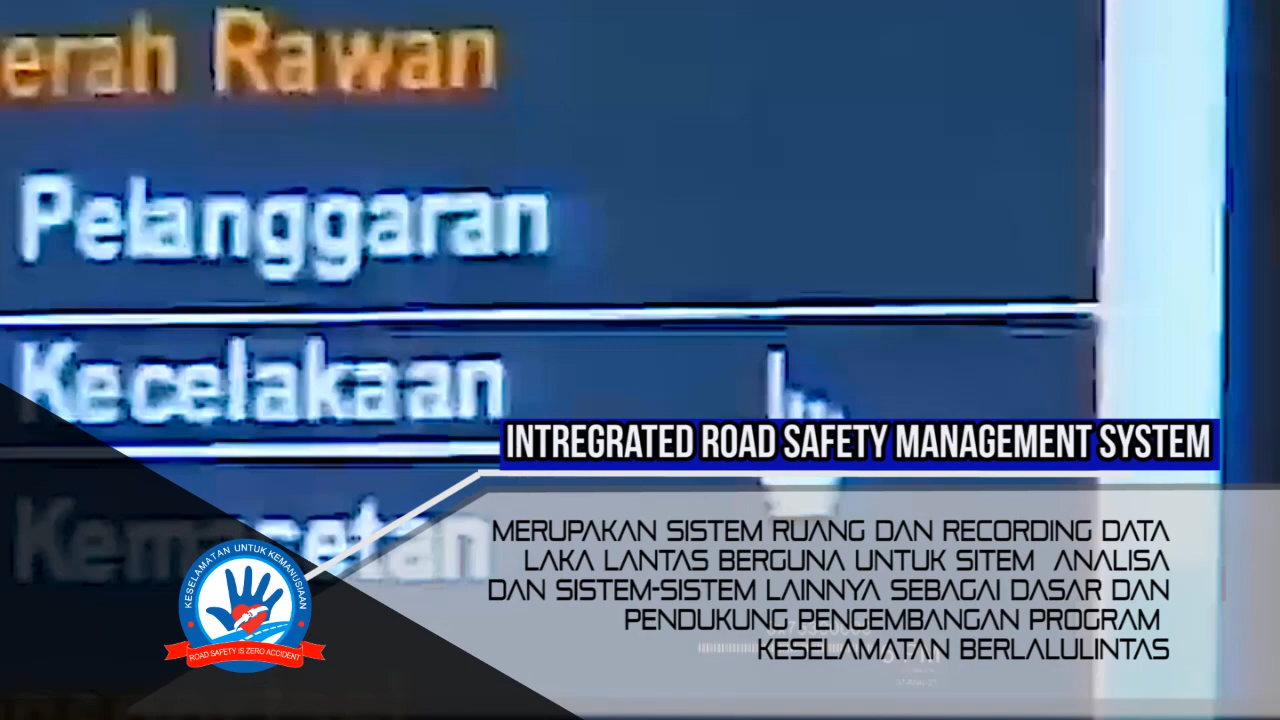 erah Rawan
Pelanggaran
Kecelakaan
Kemacetan
INTREGRATED ROAD SAFETY MANAGEMENT SYSTEM
MERUPAKAN SISTEM RUANG DAN RECORDING DATA
LAKA LANTAS BERGUNA UNTUK SITEM ANALISA
DAN SISTEM-SISTEM LAINNYA SEBAGAI DASAR DAN
PENDUKUNG PENGEMBANGAN PROGRAM
KESELAMATAN BERLALULINTAS
KESELAMATAN UNTUK KEMANUSIAAN
ROAD SAFETY IS ZERO ACCIDENT